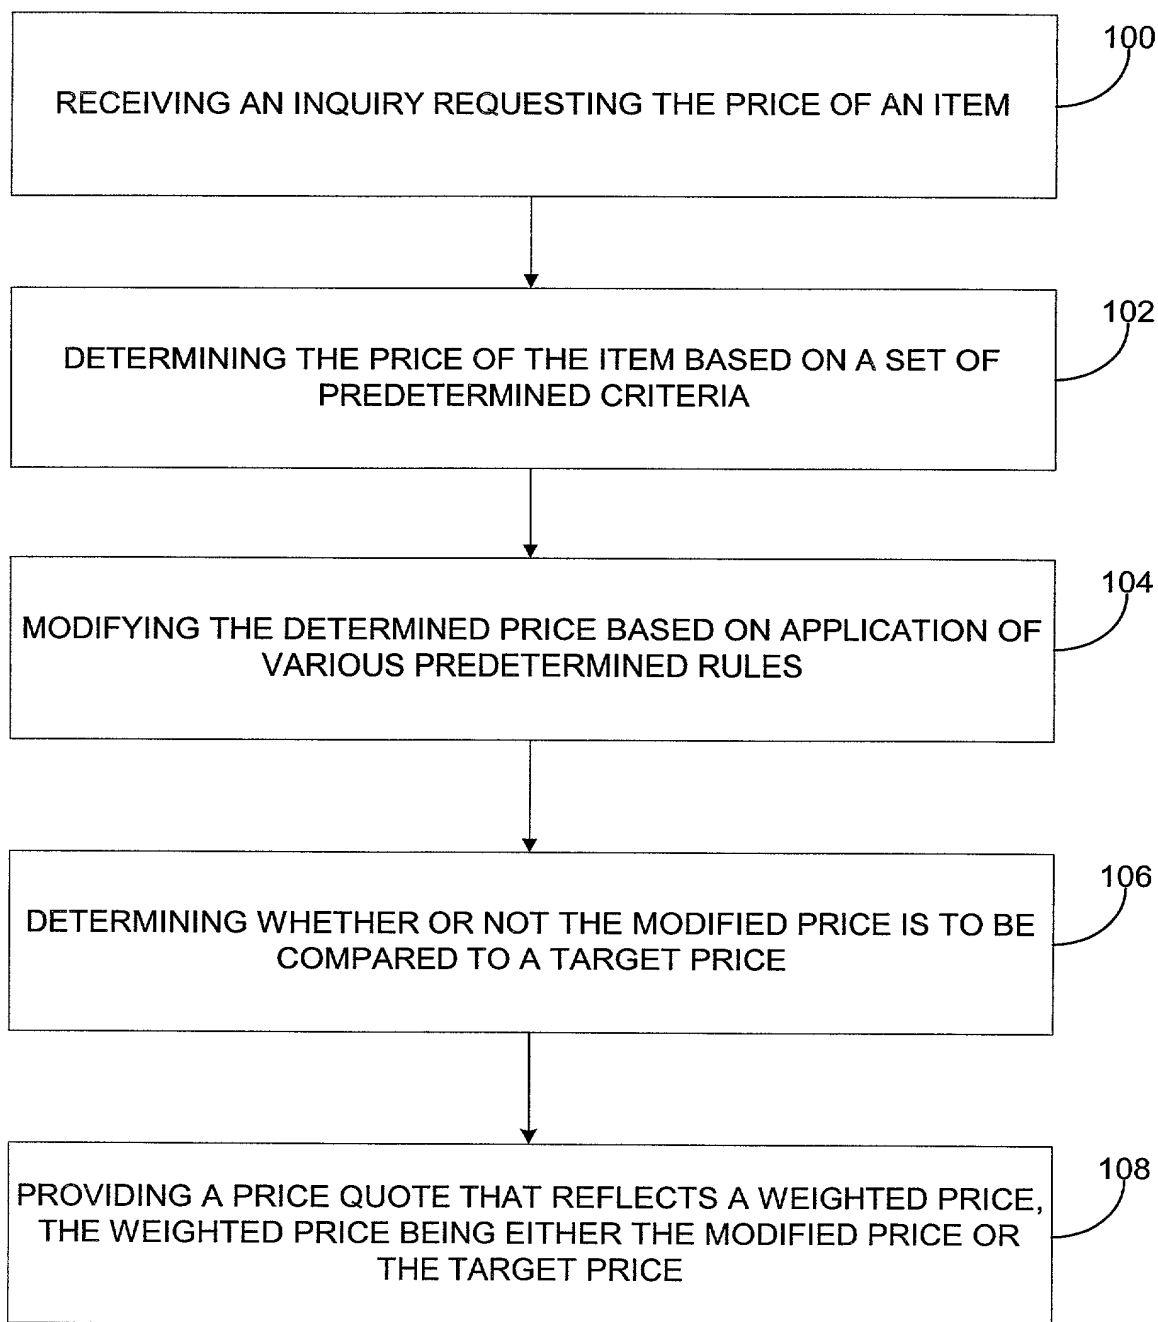 100
RECEIVING AN INQUIRY REQUESTING THE PRICE OF AN ITEM
102
DETERMINING THE PRICE OF THE ITEM BASED ON A SET OF
PREDETERMINED CRITERIA
104
MODIFYING THE DETERMINED PRICE BASED ON APPLICATION OF
VARIOUS PREDETERMINED RULES
106
DETERMINING WHETHER OR NOT THE MODIFIED PRICE IS TO BE
COMPARED TO A TARGET PRICE
108
PROVIDING A PRICE QUOTE THAT REFLECTS A WEIGHTED PRICE,
THE WEIGHTED PRICE BEING EITHER THE MODIFIED PRICE OR
THE TARGET PRICE